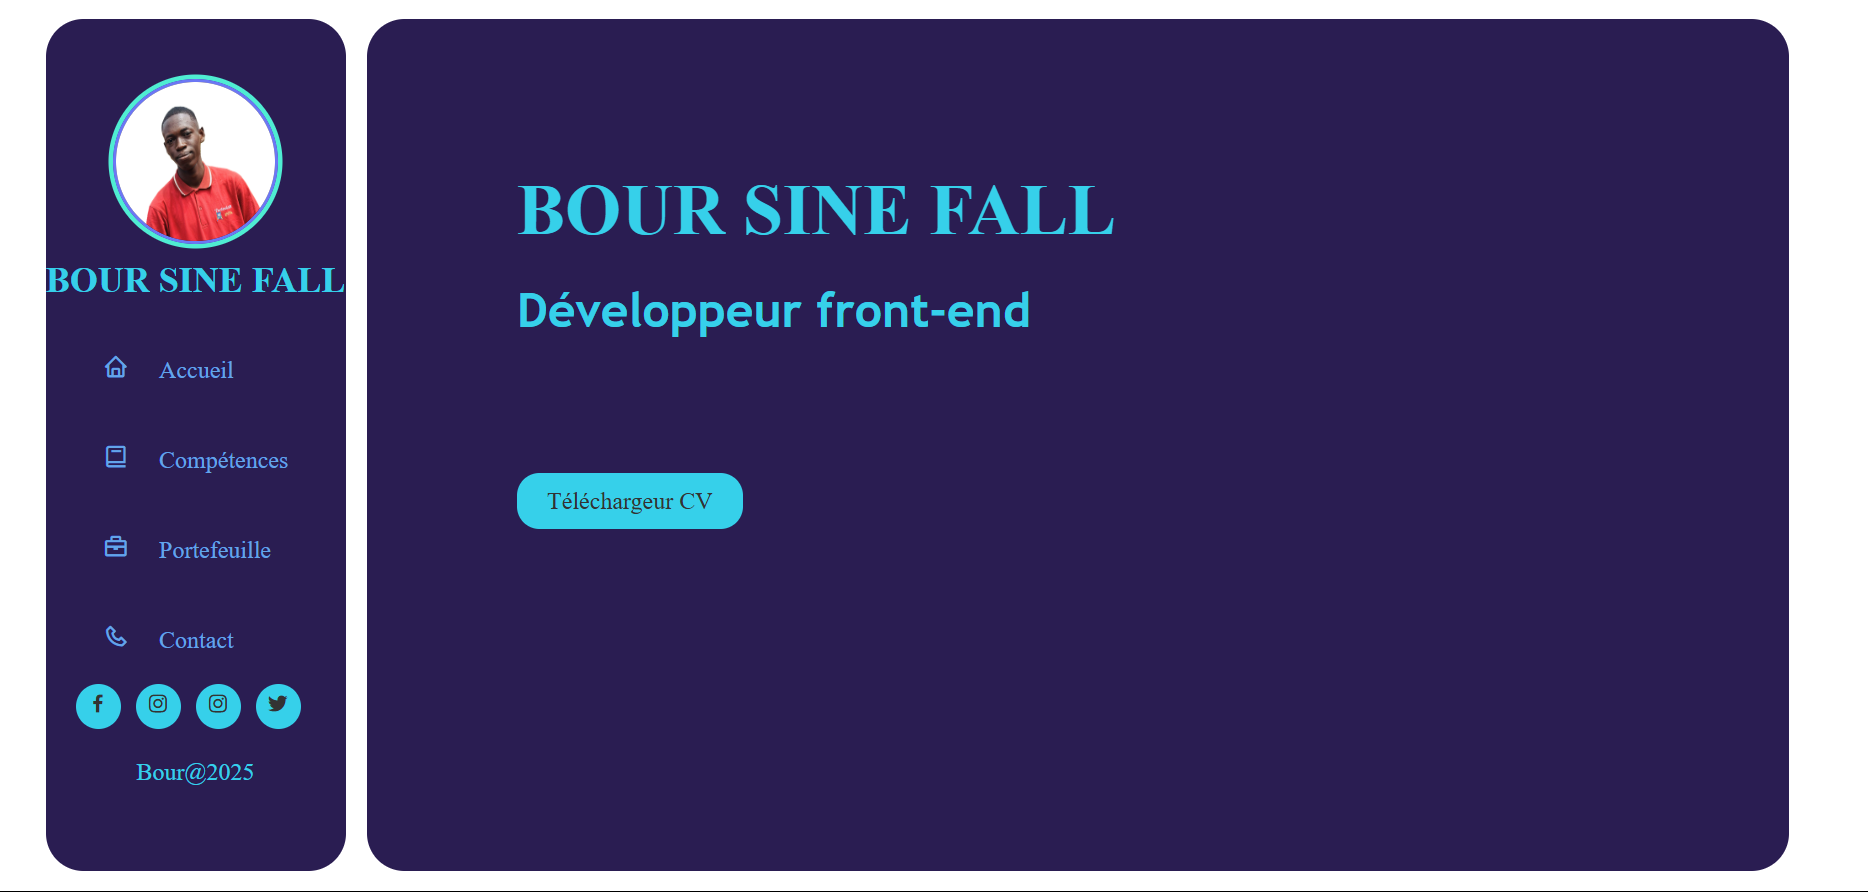 BOUR SINE FALL
Accueil
Compétences
Portefeuille
Contact
Bour@2025
BOUR SINE FALL
Développeur front-end
Téléchargeur CV